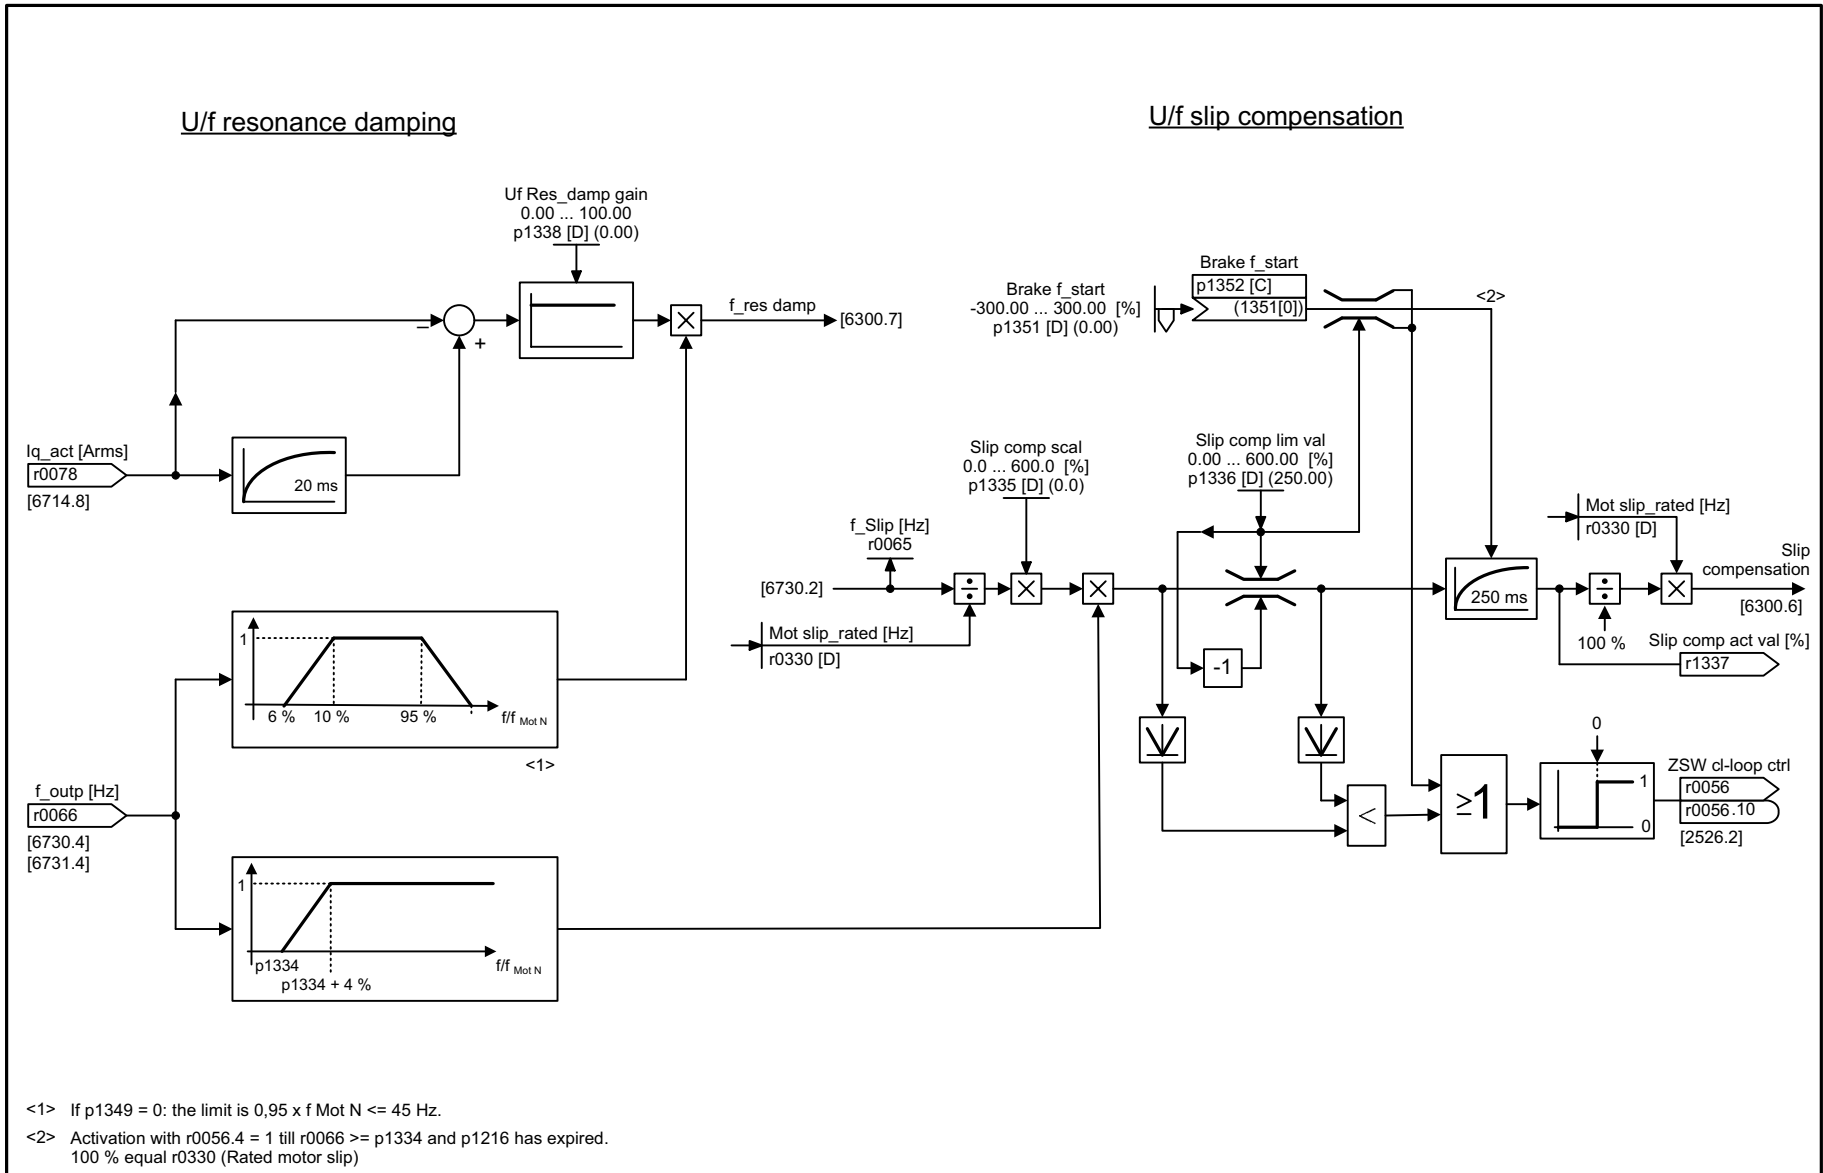 U/f resonance damping
U/f slip compensation
Uf Res_damp gain
0.00 ... 100.00
p1338 [D] (0.00)
f_res damp
[6300.7]
–
+
Iq_act [Arms]
r0078
[6714.8]
20 ms
1
6 %
10 %
95 %
f/f Mot N
<1>
f_outp [Hz]
r0066
[6730.4]
[6731.4]
1
p1334
p1334 + 4 %
f/f Mot N
Brake f_start
-300.00 ... 300.00 [%]
p1351 [D] (0.00)
Brake f_start
p1352 [C]
(1351[0])
<2>
Slip comp scal
0.0 ... 600.0 [%]
p1335 [D] (0.0)
Slip comp lim val
0.00 ... 600.00 [%]
p1336 [D] (250.00)
f_Slip [Hz]
r0065
[6730.2]
÷
×
×
Mot slip_rated [Hz]
r0330 [D]
-1
250 ms
Mot slip_rated [Hz]
r0330 [D]
÷
×
100 %
Slip
compensation
[6300.6]
Slip comp act val [%]
r1337
<
≥1
0
1
0
ZSW cl-loop ctrl
r0056
r0056.10
[2526.2]
<1> If p1349 = 0: the limit is 0,95 x f Mot N <= 45 Hz.
<2> Activation with r0056.4 = 1 till r0066 >= p1334 and p1216 has expired.
100 % equal r0330 (Rated motor slip)